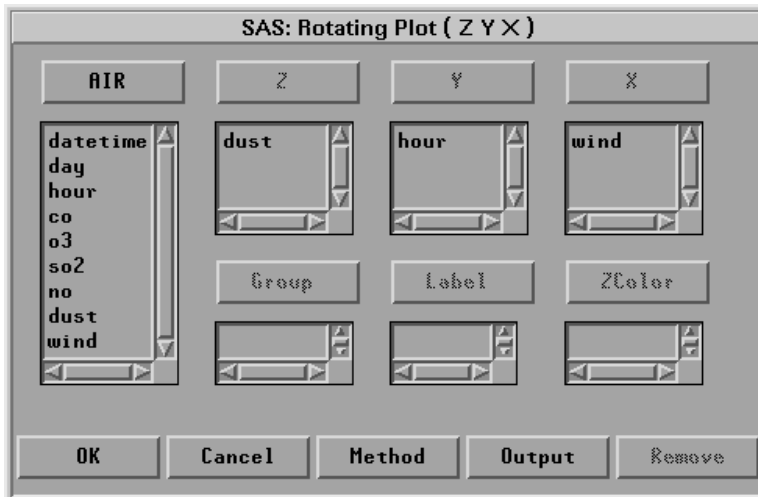 SAS: Rotating Plot ( Z Y X )
AIR Z Y X
datetime
day
hour
co
o3
so2
no
dust
wind
dust
hour
wind
Group Label ZColor
OK Cancel Method Output Remove